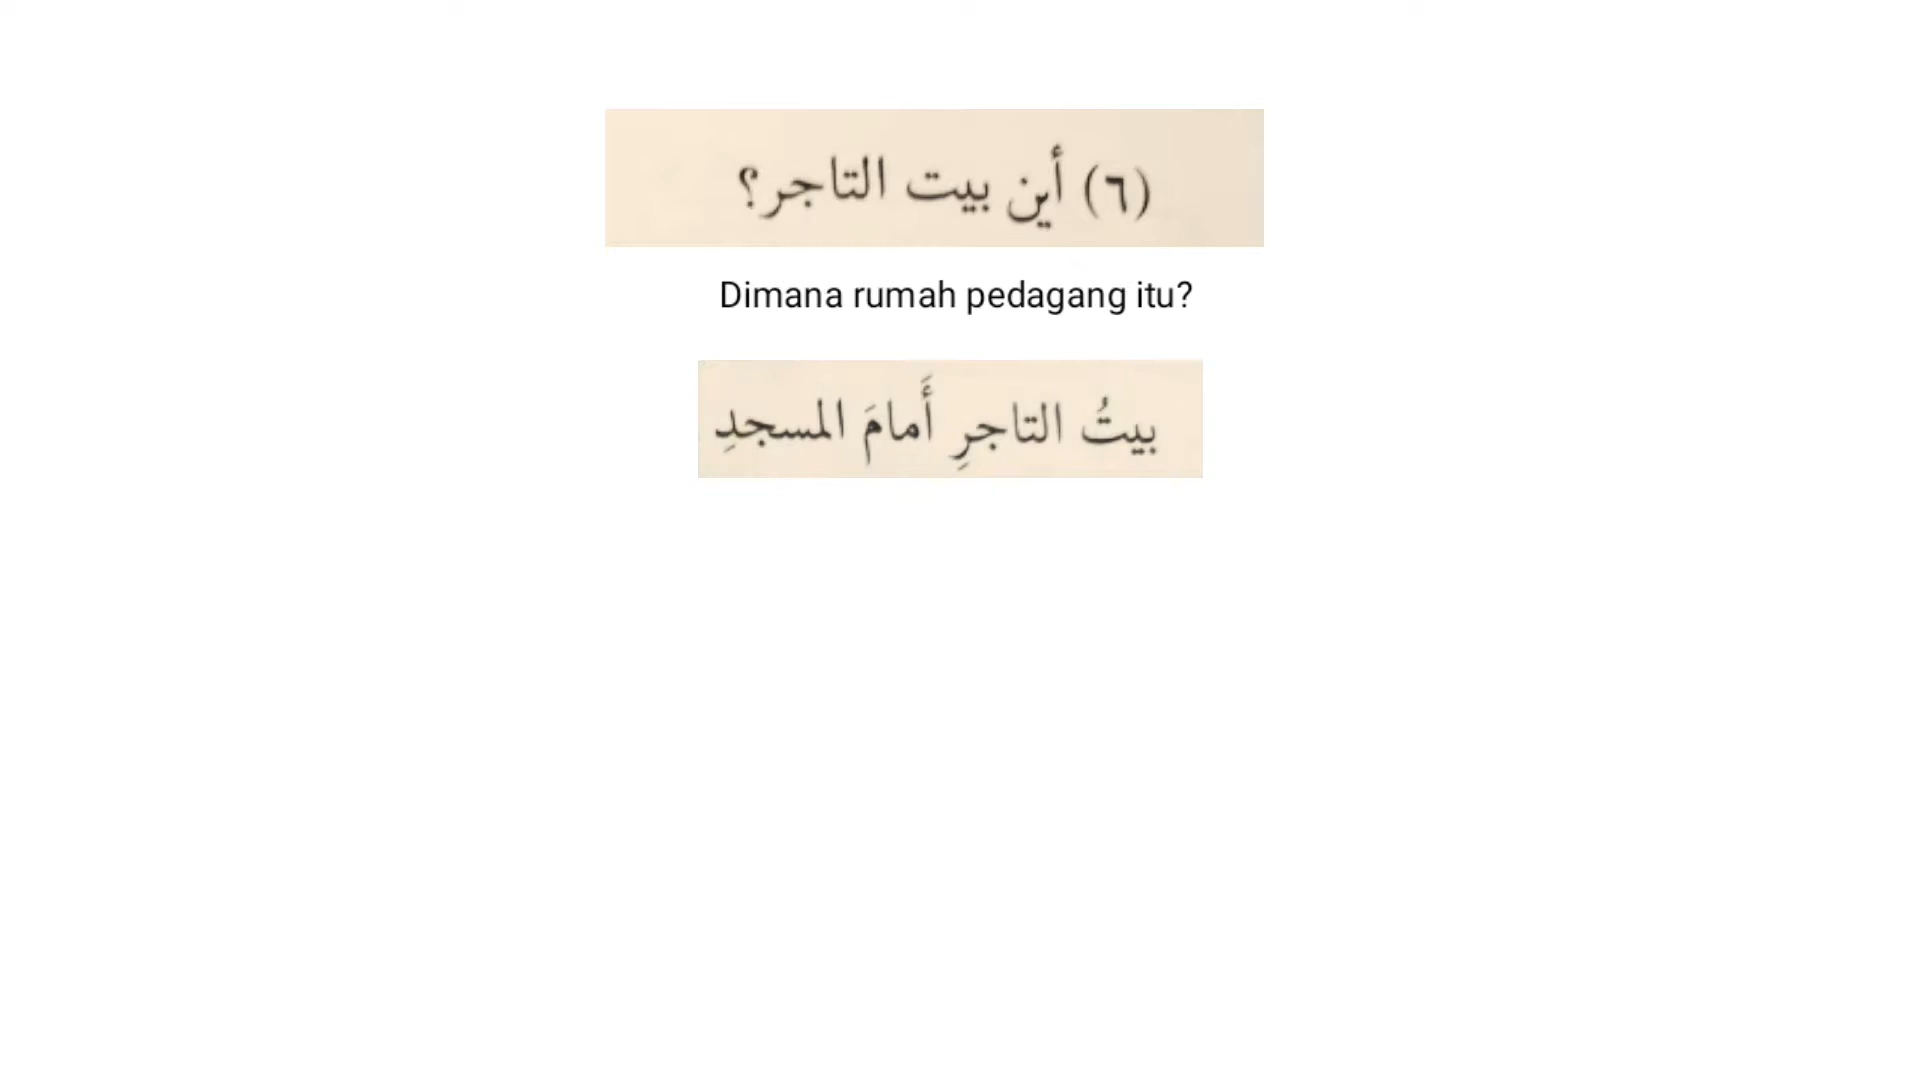 (٦) أين بيت التاجر؟
Dimana rumah pedagang itu?
بيتُ التاجرِ أَمامَ المسجدِ